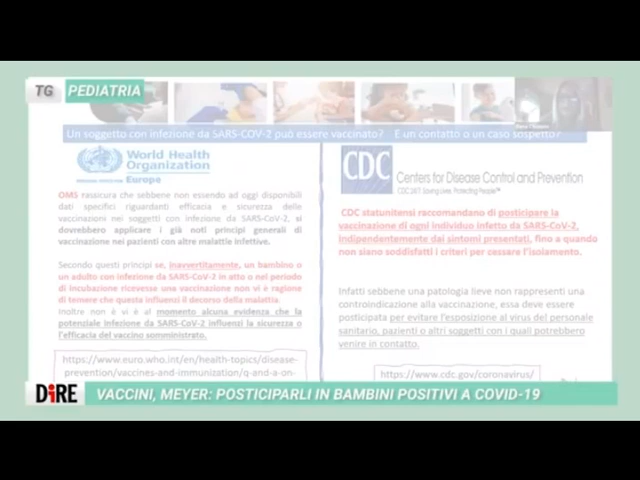 TG PEDIATRIA
Un soggetto con infezione da SARS-COV-2 può essere vaccinato? E un contatto o un caso sospetto?
World Health
Organization
Europe
OMS rassicura che sebbene non essendo ad oggi disponibili
dati specifici riguardanti efficacia e sicurezza delle
vaccinazioni nei soggetti con infezione da SARS-COV-2, si
dovrebbero applicare i già noti principi generali di
vaccinazione nei pazienti con altre malattie infettive.
Secondo questi principi se, inavvertitamente, un bambino o
un adulto con infezione da SARS-CoV-2 in atto o nel periodo
di incubazione ricevesse una vaccinazione non vi è ragione
di temere che questa influenzi il decorso della malattia.
Inoltre non vi è al momento alcuna evidenza che la
potenziale infezione da SARS-COV-2 influenzi la sicurezza o
l'efficacia del vaccino somministrato.
https://www.euro.who.int/en/health-topics/disease-
prevention/vaccines-and-immunization/q-and-a-on-
CDC Centers for Disease Control and Prevention
CDC 24/7: Saving Lives, Protecting People™
CDC statunitensi raccomandano di posticipare la
vaccinazione di ogni individuo infetto da SARS-CoV-2,
indipendentemente dai sintomi presentati, fino a quando
non siano soddisfatti i criteri per cessare l'isolamento.
Infatti sebbene una patologia lieve non rappresenti una
controindicazione alla vaccinazione, essa deve essere
posticipata per evitare l'esposizione al virus del personale
sanitario, pazienti o altri soggetti con i quali potrebbero
venire in contatto.
https://www.cdc.gov/coronavirus/
DiRE VACCINI, MEYER: POSTICIPARLI IN BAMBINI POSITIVI A COVID-19